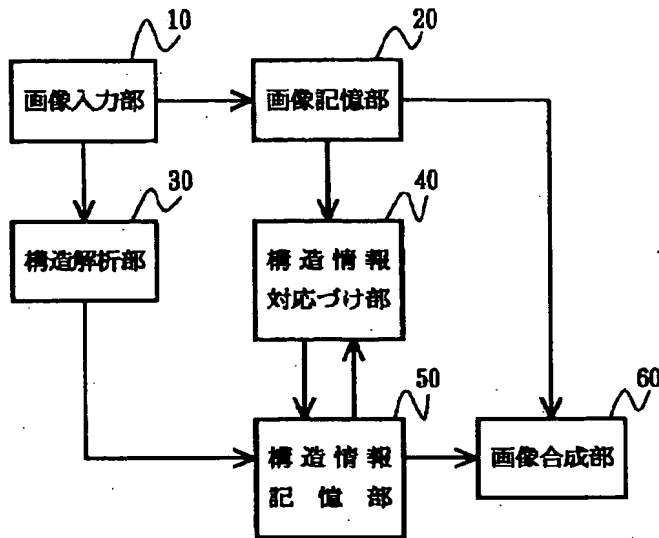 10
画像入力部
20
画像記憶部
30
構造解析部
40
構造情報
対応づけ部
50
構造情報
記憶部
60
画像合成部